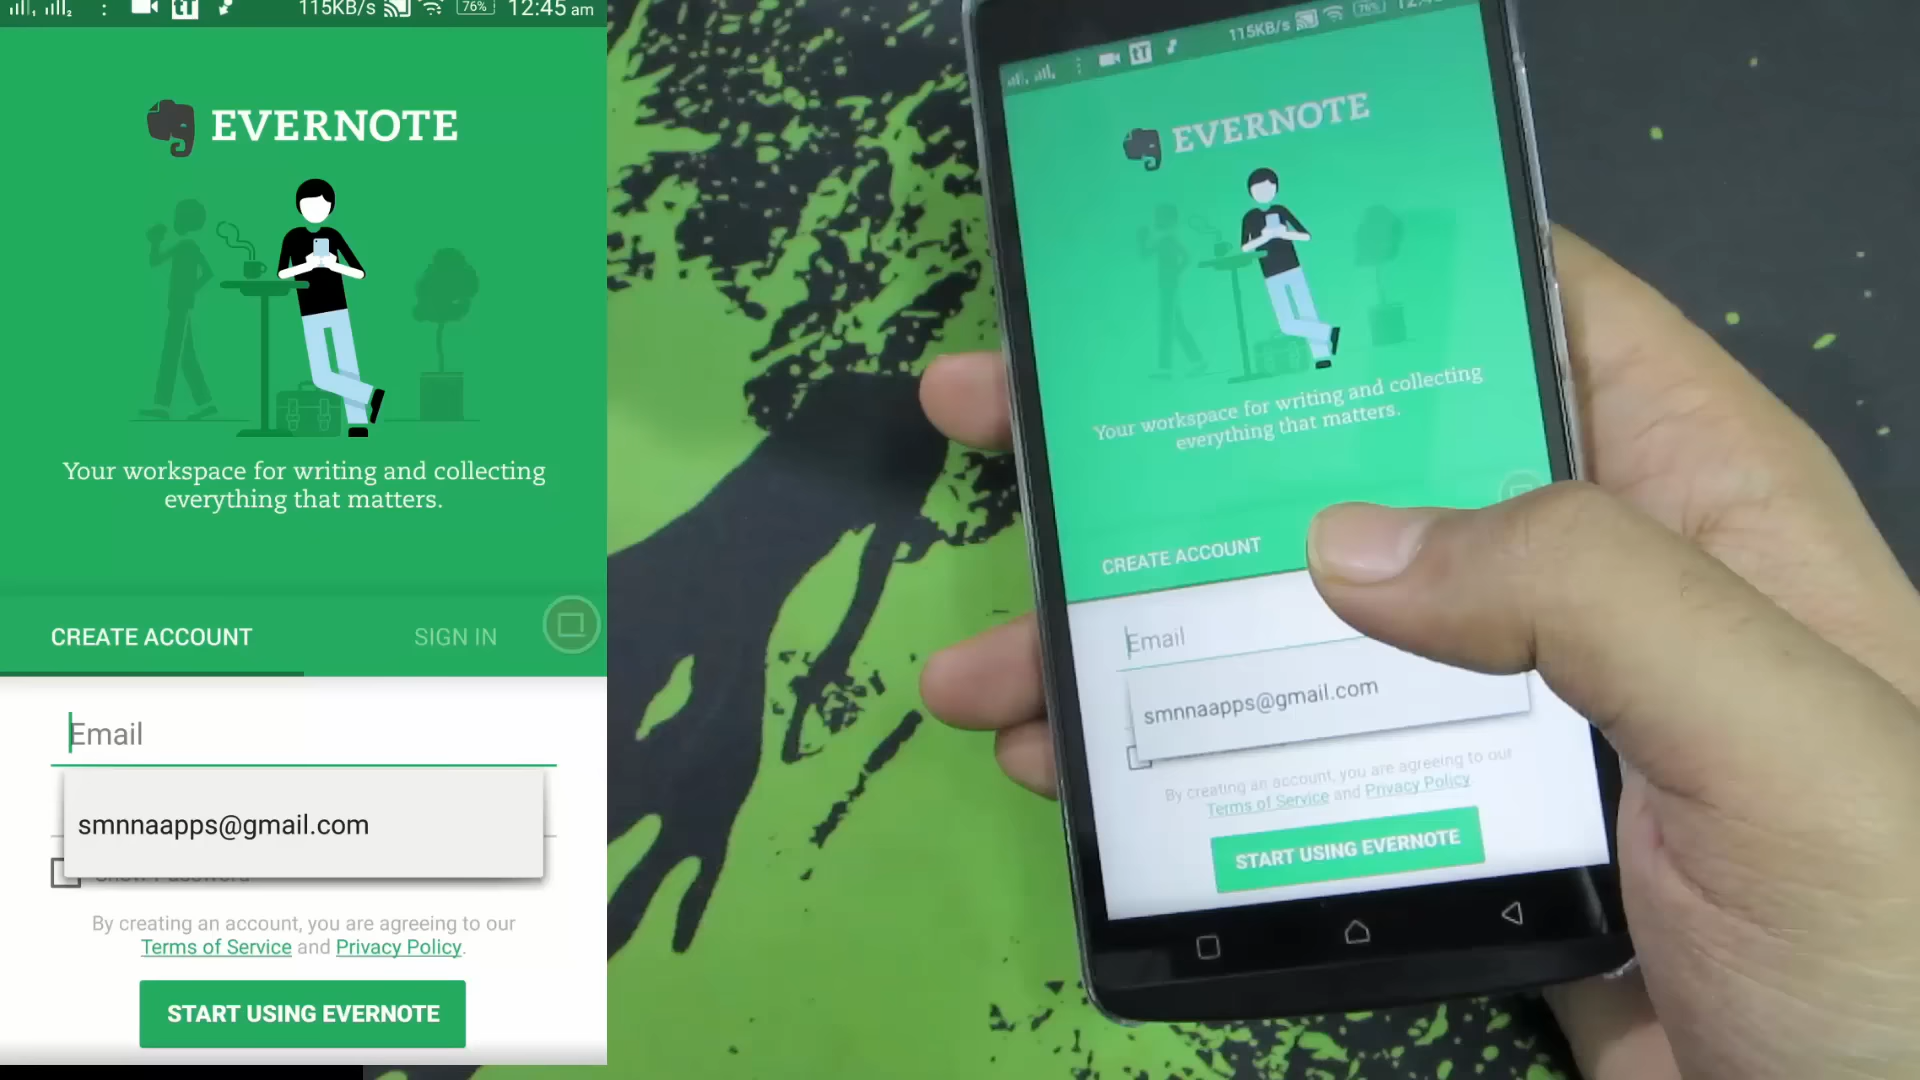 115KB/s 76% 12:45 am
EVERNOTE
Your workspace for writing and collecting
everything that matters.
CREATE ACCOUNT SIGN IN
Email
smnnaapps@gmail.com
Show Password
By creating an account, you are agreeing to our
Terms of Service and Privacy Policy.
START USING EVERNOTE
115KB/s 76%
EVERNOTE
Your workspace for writing and collecting
everything that matters.
CREATE ACCOUNT
Email
smnnaapps@gmail.com
By creating an account, you are agreeing to our
Terms of Service and Privacy Policy
START USING EVERNOTE